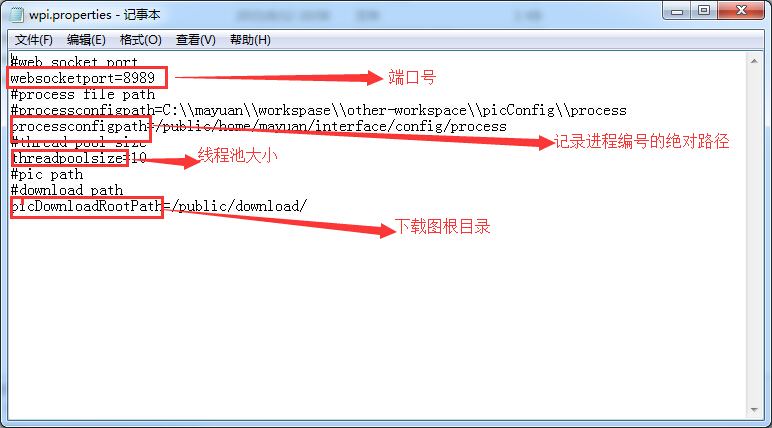 wpi.properties - 记事本
文件(F) 编辑(E) 格式(O) 查看(V) 帮助(H)
#web socket port
websocketport=8989
端口号
#process file path
#processconfigpath=C:\\mayuan\\workspase\\other-workspace\\picConfig\\process
processconfigpath=/public/home/mayuan/interface/config/process
记录进程编号的绝对路径
#thread pool size
threadpoolsize=10
线程池大小
#pic path
#download path
picDownloadRootPath=/public/download/
下载图根目录